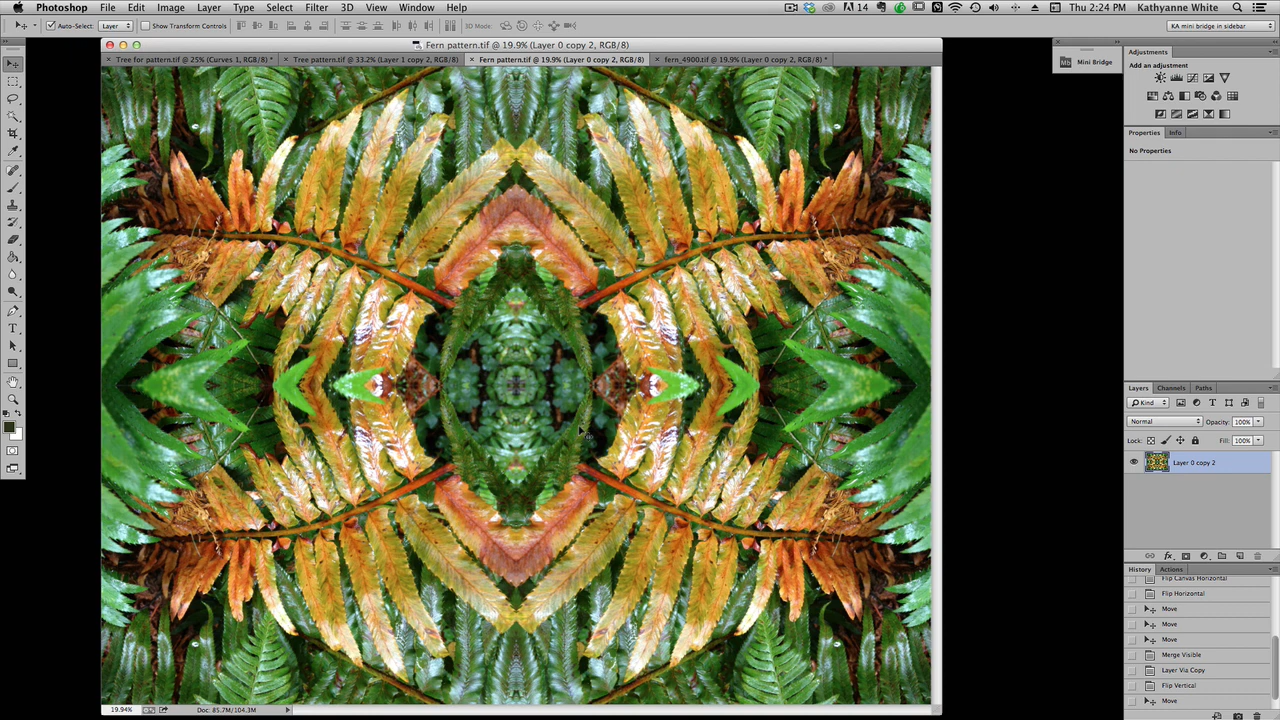 Photoshop File Edit Image Layer Type Select Filter 3D View Window Help 14 Thu 2:24 PM Kathyanne White
Auto-Select: Layer Show Transform Controls 3D Mode: KA mini bridge in sidebar
Fern pattern.tif @ 19.9% (Layer 0 copy 2, RGB/8)
Tree for pattern.tif @ 25% (Curves 1, RGB/8) * Tree pattern.tif @ 33.2% (Layer 1 copy 2, RGB/8) Fern pattern.tif @ 19.9% (Layer 0 copy 2, RGB/8) fern_4900.tif @ 19.9% (Layer 0 copy 2, RGB/8) *
Mb Mini Bridge
Adjustments
Add an adjustment
Properties Info
No Properties
Layers Channels Paths
Kind
Normal Opacity: 100%
Lock: Fill: 100%
Layer 0 copy 2
fx
History Actions
Flip Canvas Horizontal
Flip Horizontal
Move
Move
Move
Merge Visible
Layer Via Copy
Flip Vertical
Move
19.94% Doc: 85.7M/104.3M